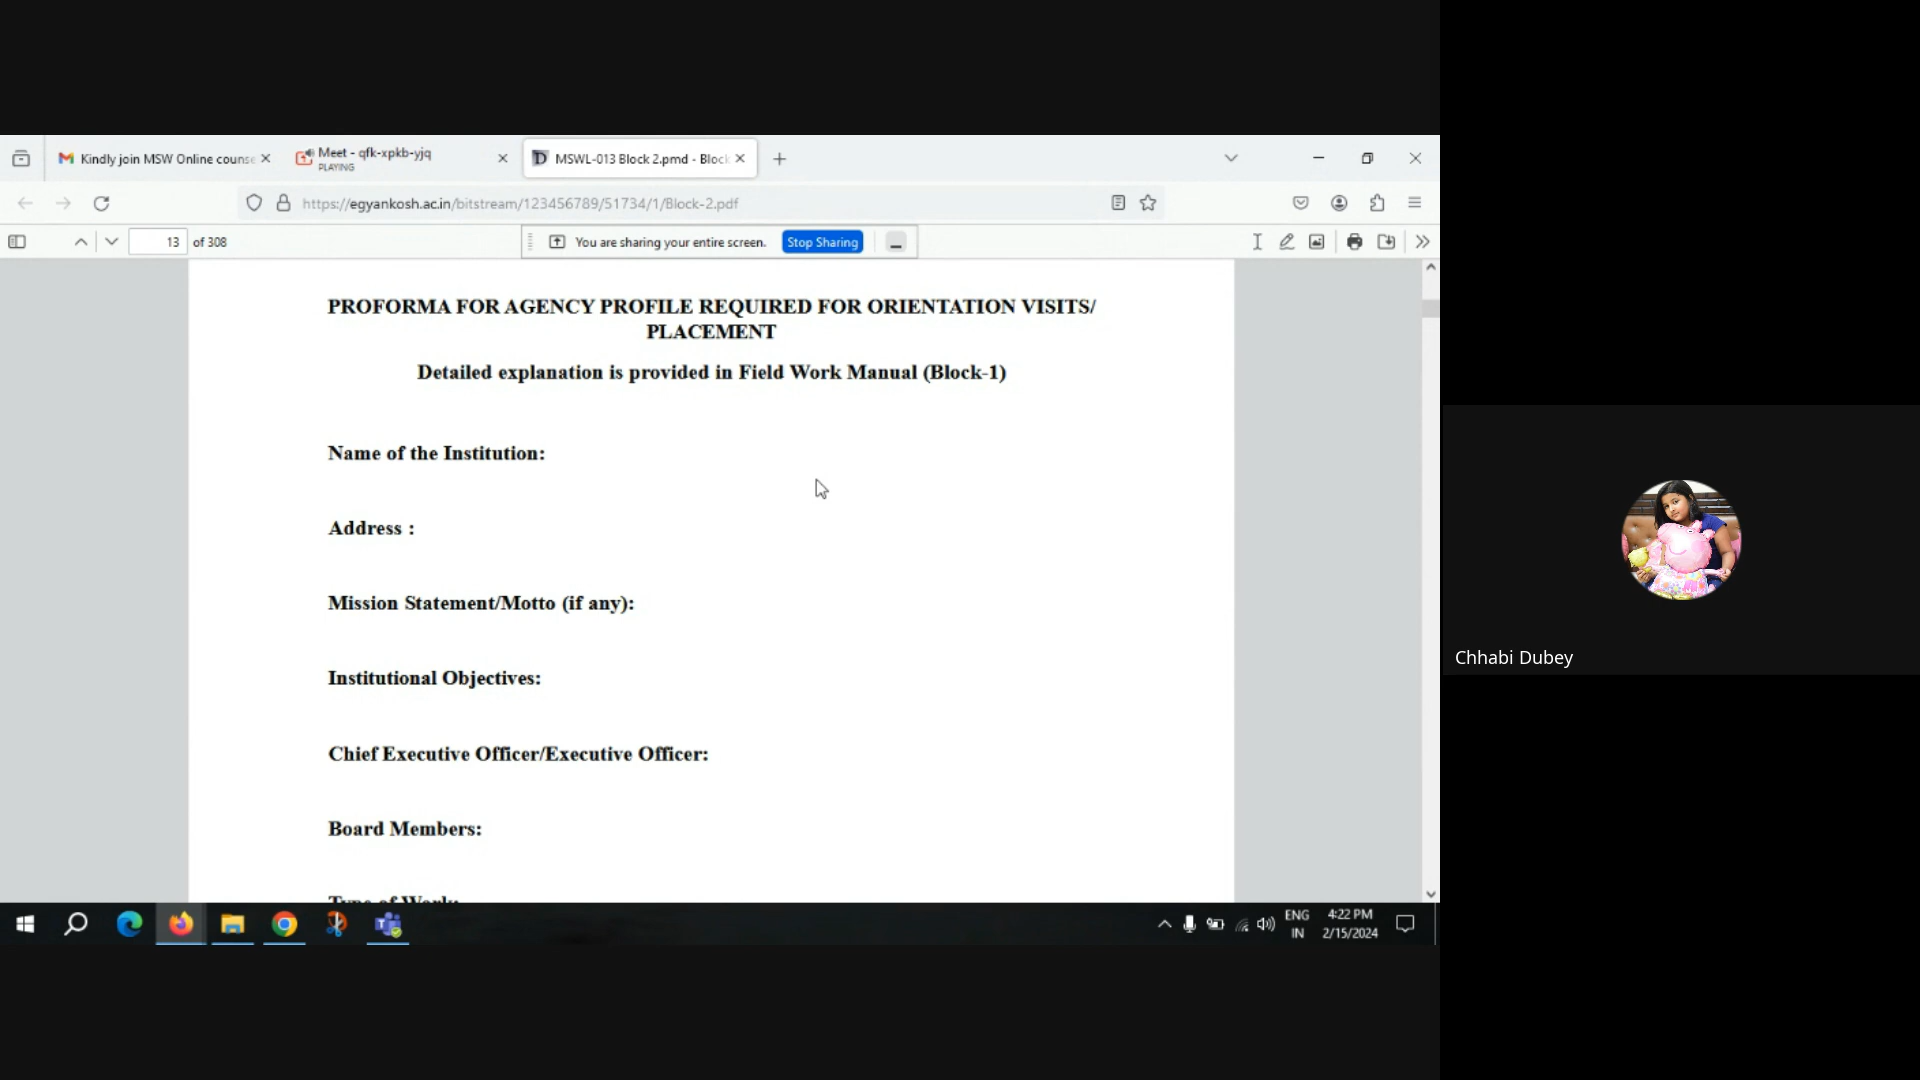 Kindly join MSW Online counse
Meet - qfk-xpkb-yjq
PLAYING
MSWL-013 Block 2.pmd - Block
https://egyankosh.ac.in/bitstream/123456789/51734/1/Block-2.pdf
13 of 308
You are sharing your entire screen. Stop Sharing
PROFORMA FOR AGENCY PROFILE REQUIRED FOR ORIENTATION VISITS/
PLACEMENT
Detailed explanation is provided in Field Work Manual (Block-1)
Name of the Institution:
Address :
Mission Statement/Motto (if any):
Institutional Objectives:
Chief Executive Officer/Executive Officer:
Board Members:
Type of Work:
ENG
IN
4:22 PM
2/15/2024
Chhabi Dubey